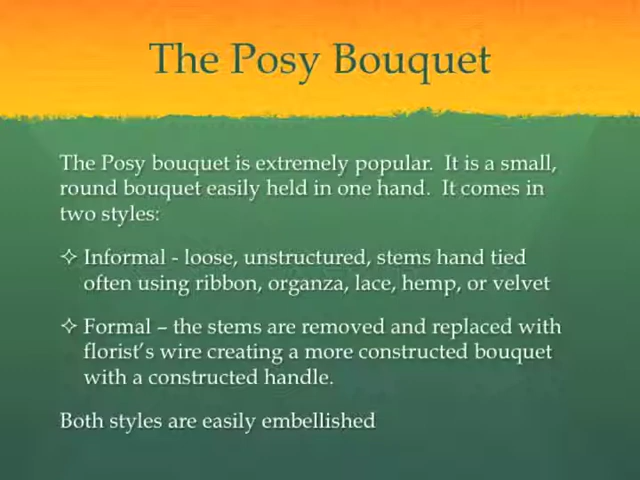 The Posy Bouquet
The Posy bouquet is extremely popular.  It is a small,
round bouquet easily held in one hand.  It comes in
two styles:
✧ Informal - loose, unstructured, stems hand tied
often using ribbon, organza, lace, hemp, or velvet
✧ Formal – the stems are removed and replaced with
florist’s wire creating a more constructed bouquet
with a constructed handle.
Both styles are easily embellished